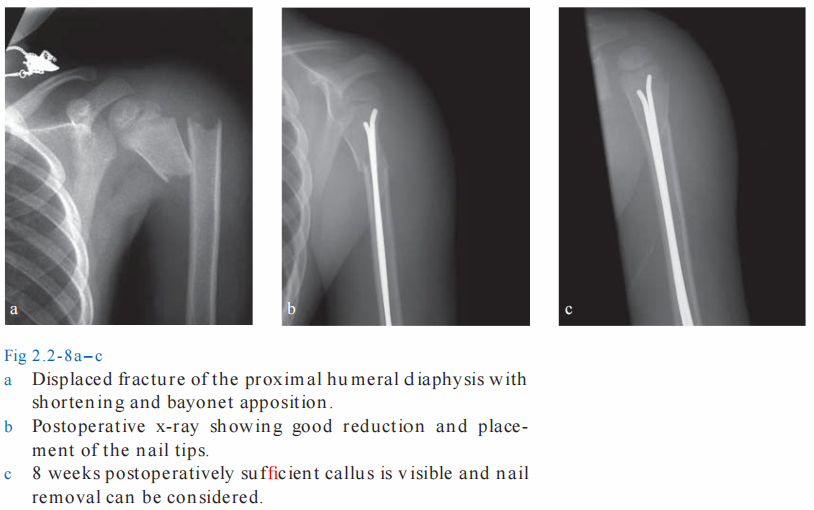 a
b
c
Fig 2.2-8a–c
a Displaced fracture of the proximal humeral diaphysis with
shortening and bayonet apposition.
b Postoperative x-ray showing good reduction and place-
ment of the nail tips.
c 8 weeks postoperatively sufficient callus is visible and nail
removal can be considered.